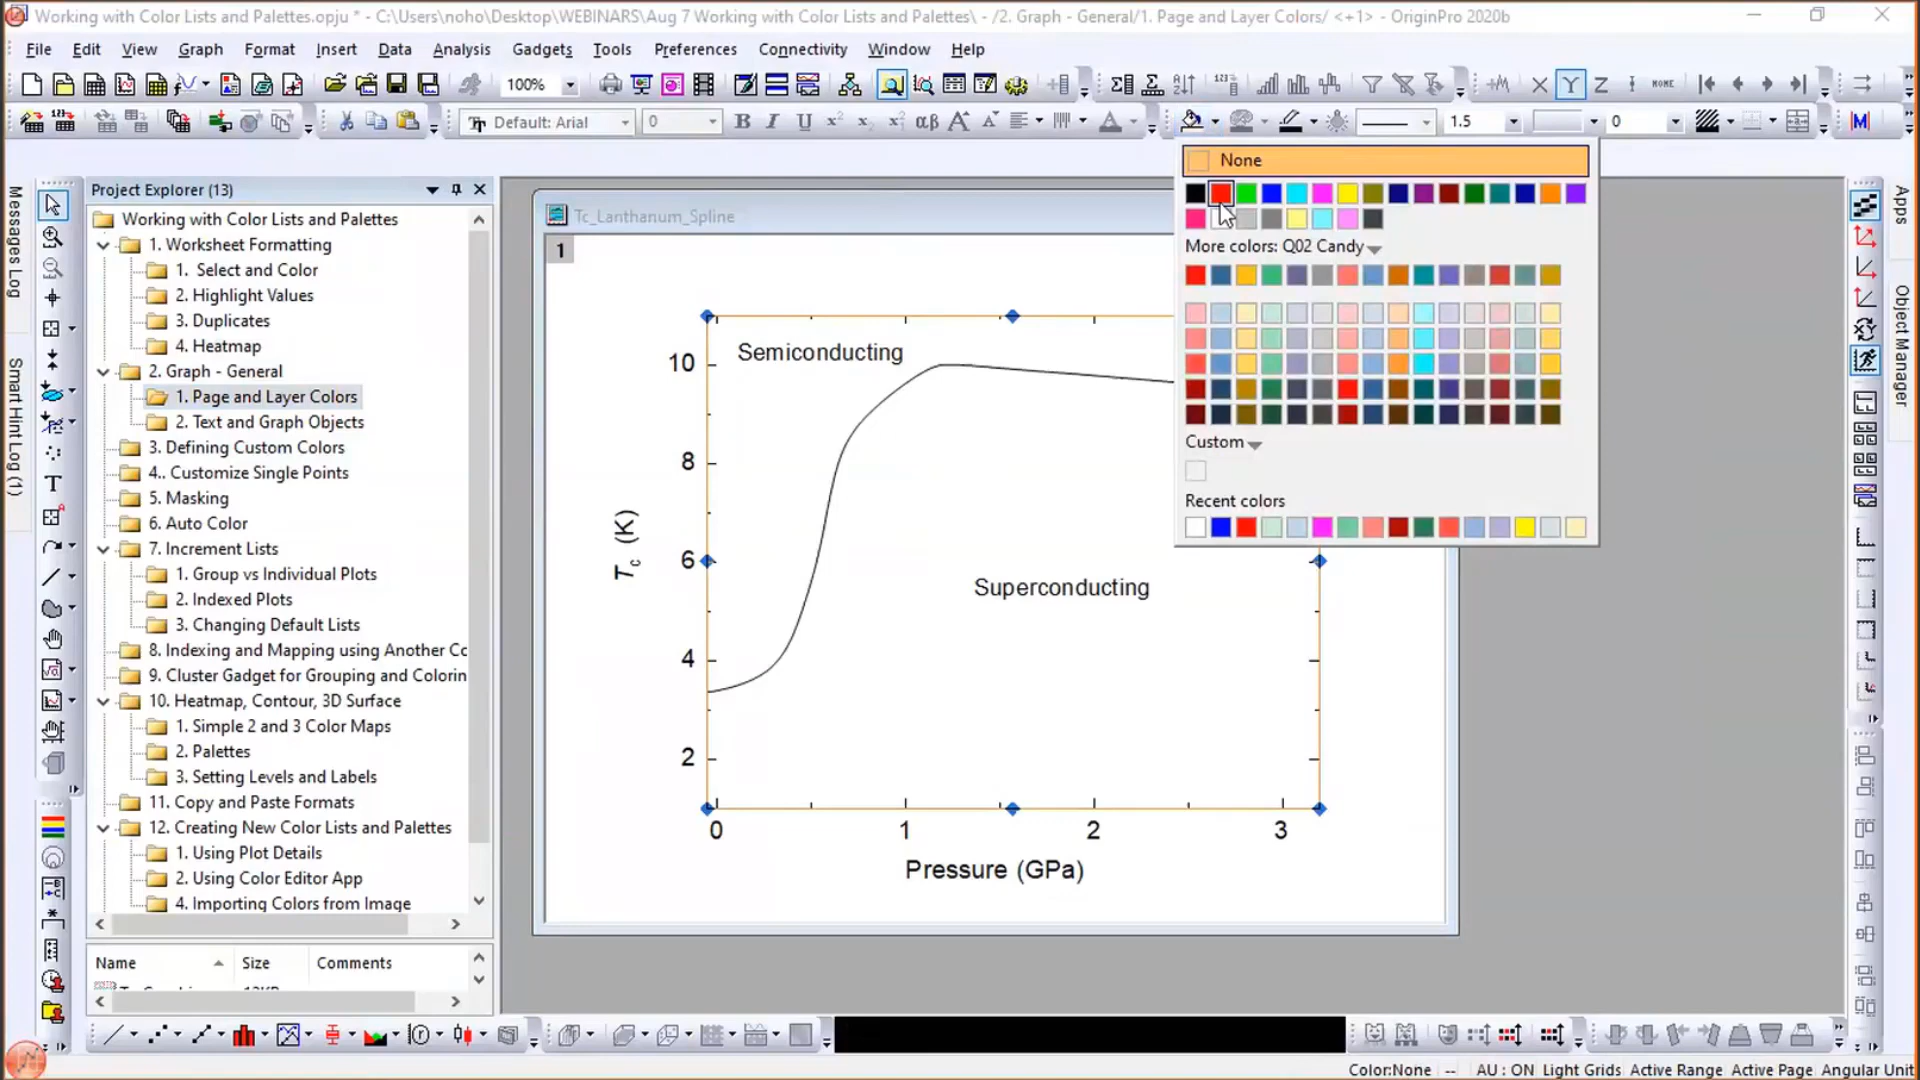 Working with Color Lists and Palettes.opju * - C:\Users\noho\Desktop\WEBINARS\Aug 7 Working with Color Lists and Palettes\ - /2. Graph - General/1. Page and Layer Colors/ <+1> - OriginPro 2020b
File Edit View Graph Format Insert Data Analysis Gadgets Tools Preferences Connectivity Window Help
100%
Default: Arial 0 B I U 1.5 0
None
More colors: Q02 Candy
Custom
Recent colors
Messages Log
Smart Hint Log (1)
Project Explorer (13)
Working with Color Lists and Palettes
1. Worksheet Formatting
1. Select and Color
2. Highlight Values
3. Duplicates
4. Heatmap
2. Graph - General
1. Page and Layer Colors
2. Text and Graph Objects
3. Defining Custom Colors
4.. Customize Single Points
5. Masking
6. Auto Color
7. Increment Lists
1. Group vs Individual Plots
2. Indexed Plots
3. Changing Default Lists
8. Indexing and Mapping using Another Co
9. Cluster Gadget for Grouping and Colorin
10. Heatmap, Contour, 3D Surface
1. Simple 2 and 3 Color Maps
2. Palettes
3. Setting Levels and Labels
11. Copy and Paste Formats
12. Creating New Color Lists and Palettes
1. Using Plot Details
2. Using Color Editor App
4. Importing Colors from Image
Name Size Comments
Tc_Lanthanum_Spline
1
Semiconducting
Superconducting
10
8
6
4
2
Tc (K)
0 1 2 3
Pressure (GPa)
Apps
Object Manager
Color:None -- AU : ON Light Grids Active Range Active Page Angular Unit